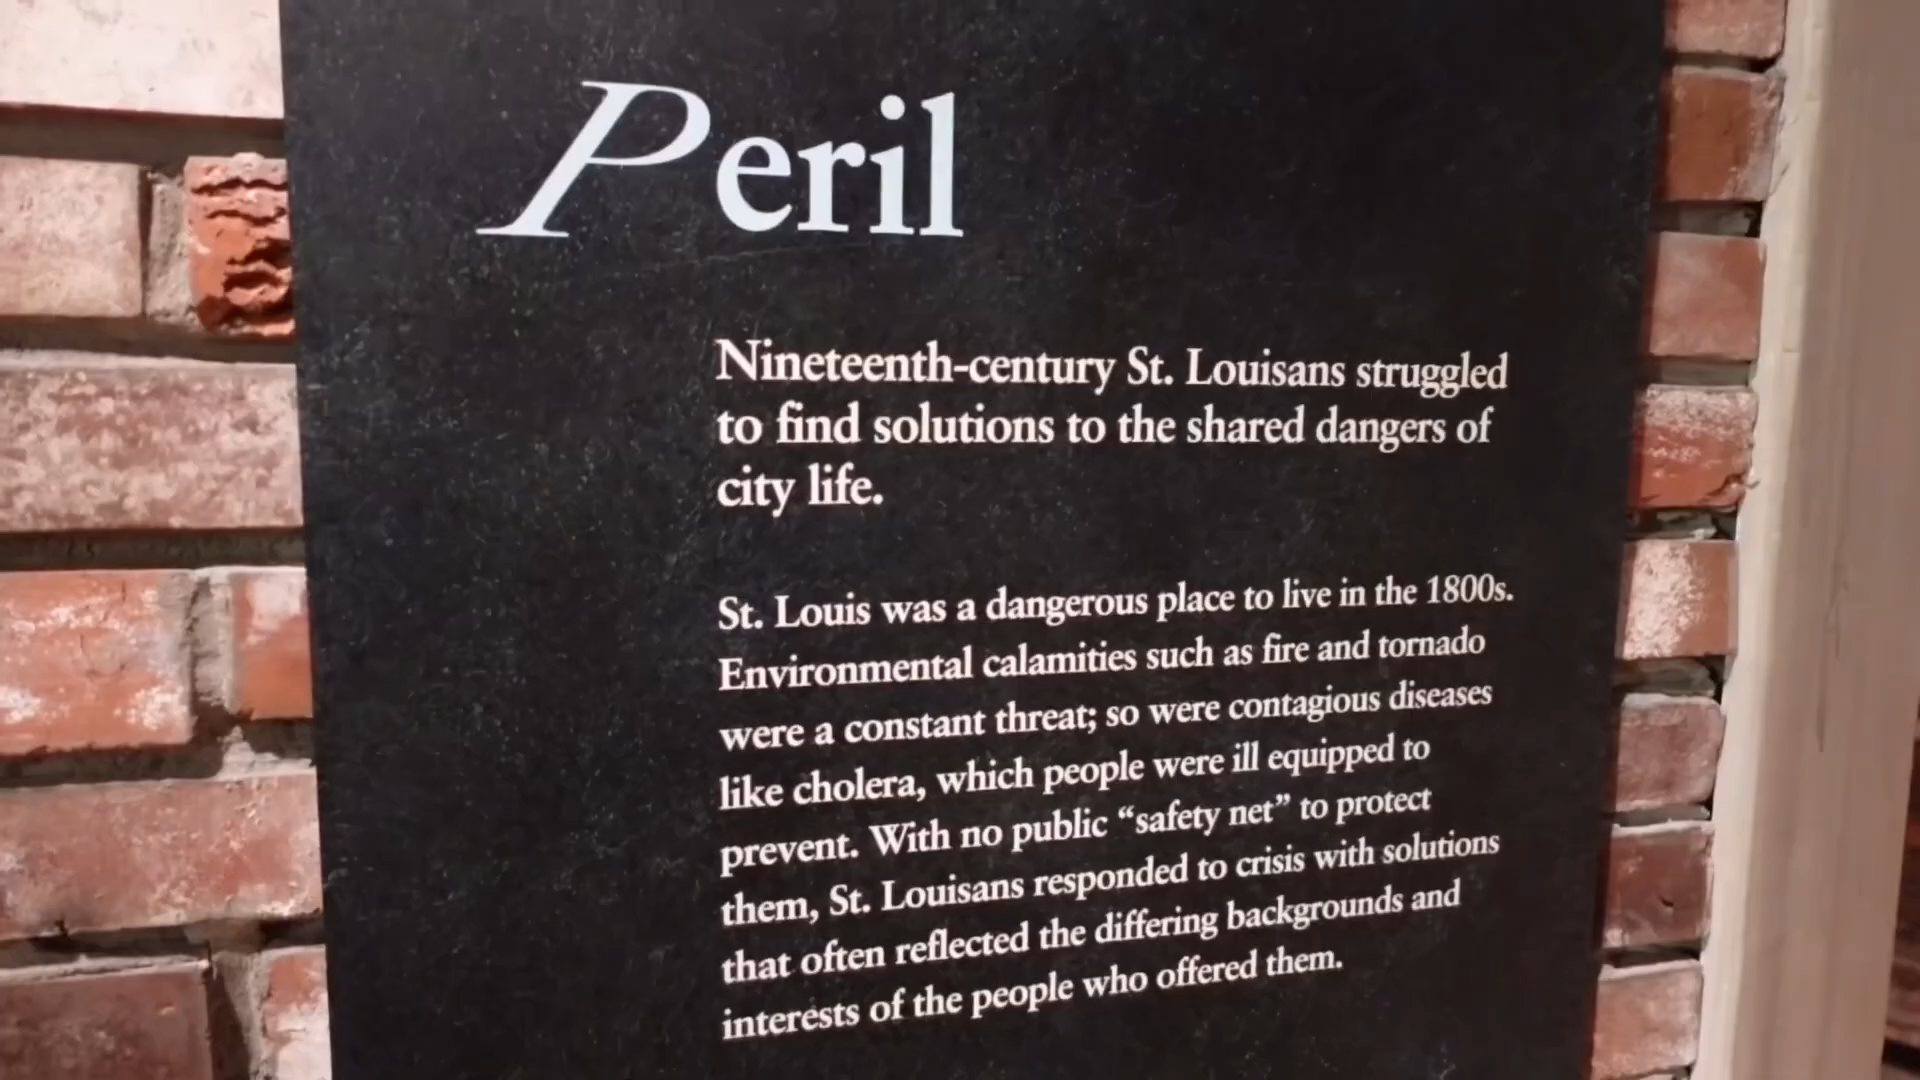 Peril
Nineteenth-century St. Louisans struggled
to find solutions to the shared dangers of
city life.
St. Louis was a dangerous place to live in the 1800s.
Environmental calamities such as fire and tornado
were a constant threat; so were contagious diseases
like cholera, which people were ill equipped to
prevent. With no public “safety net” to protect
them, St. Louisans responded to crisis with solutions
that often reflected the differing backgrounds and
interests of the people who offered them.